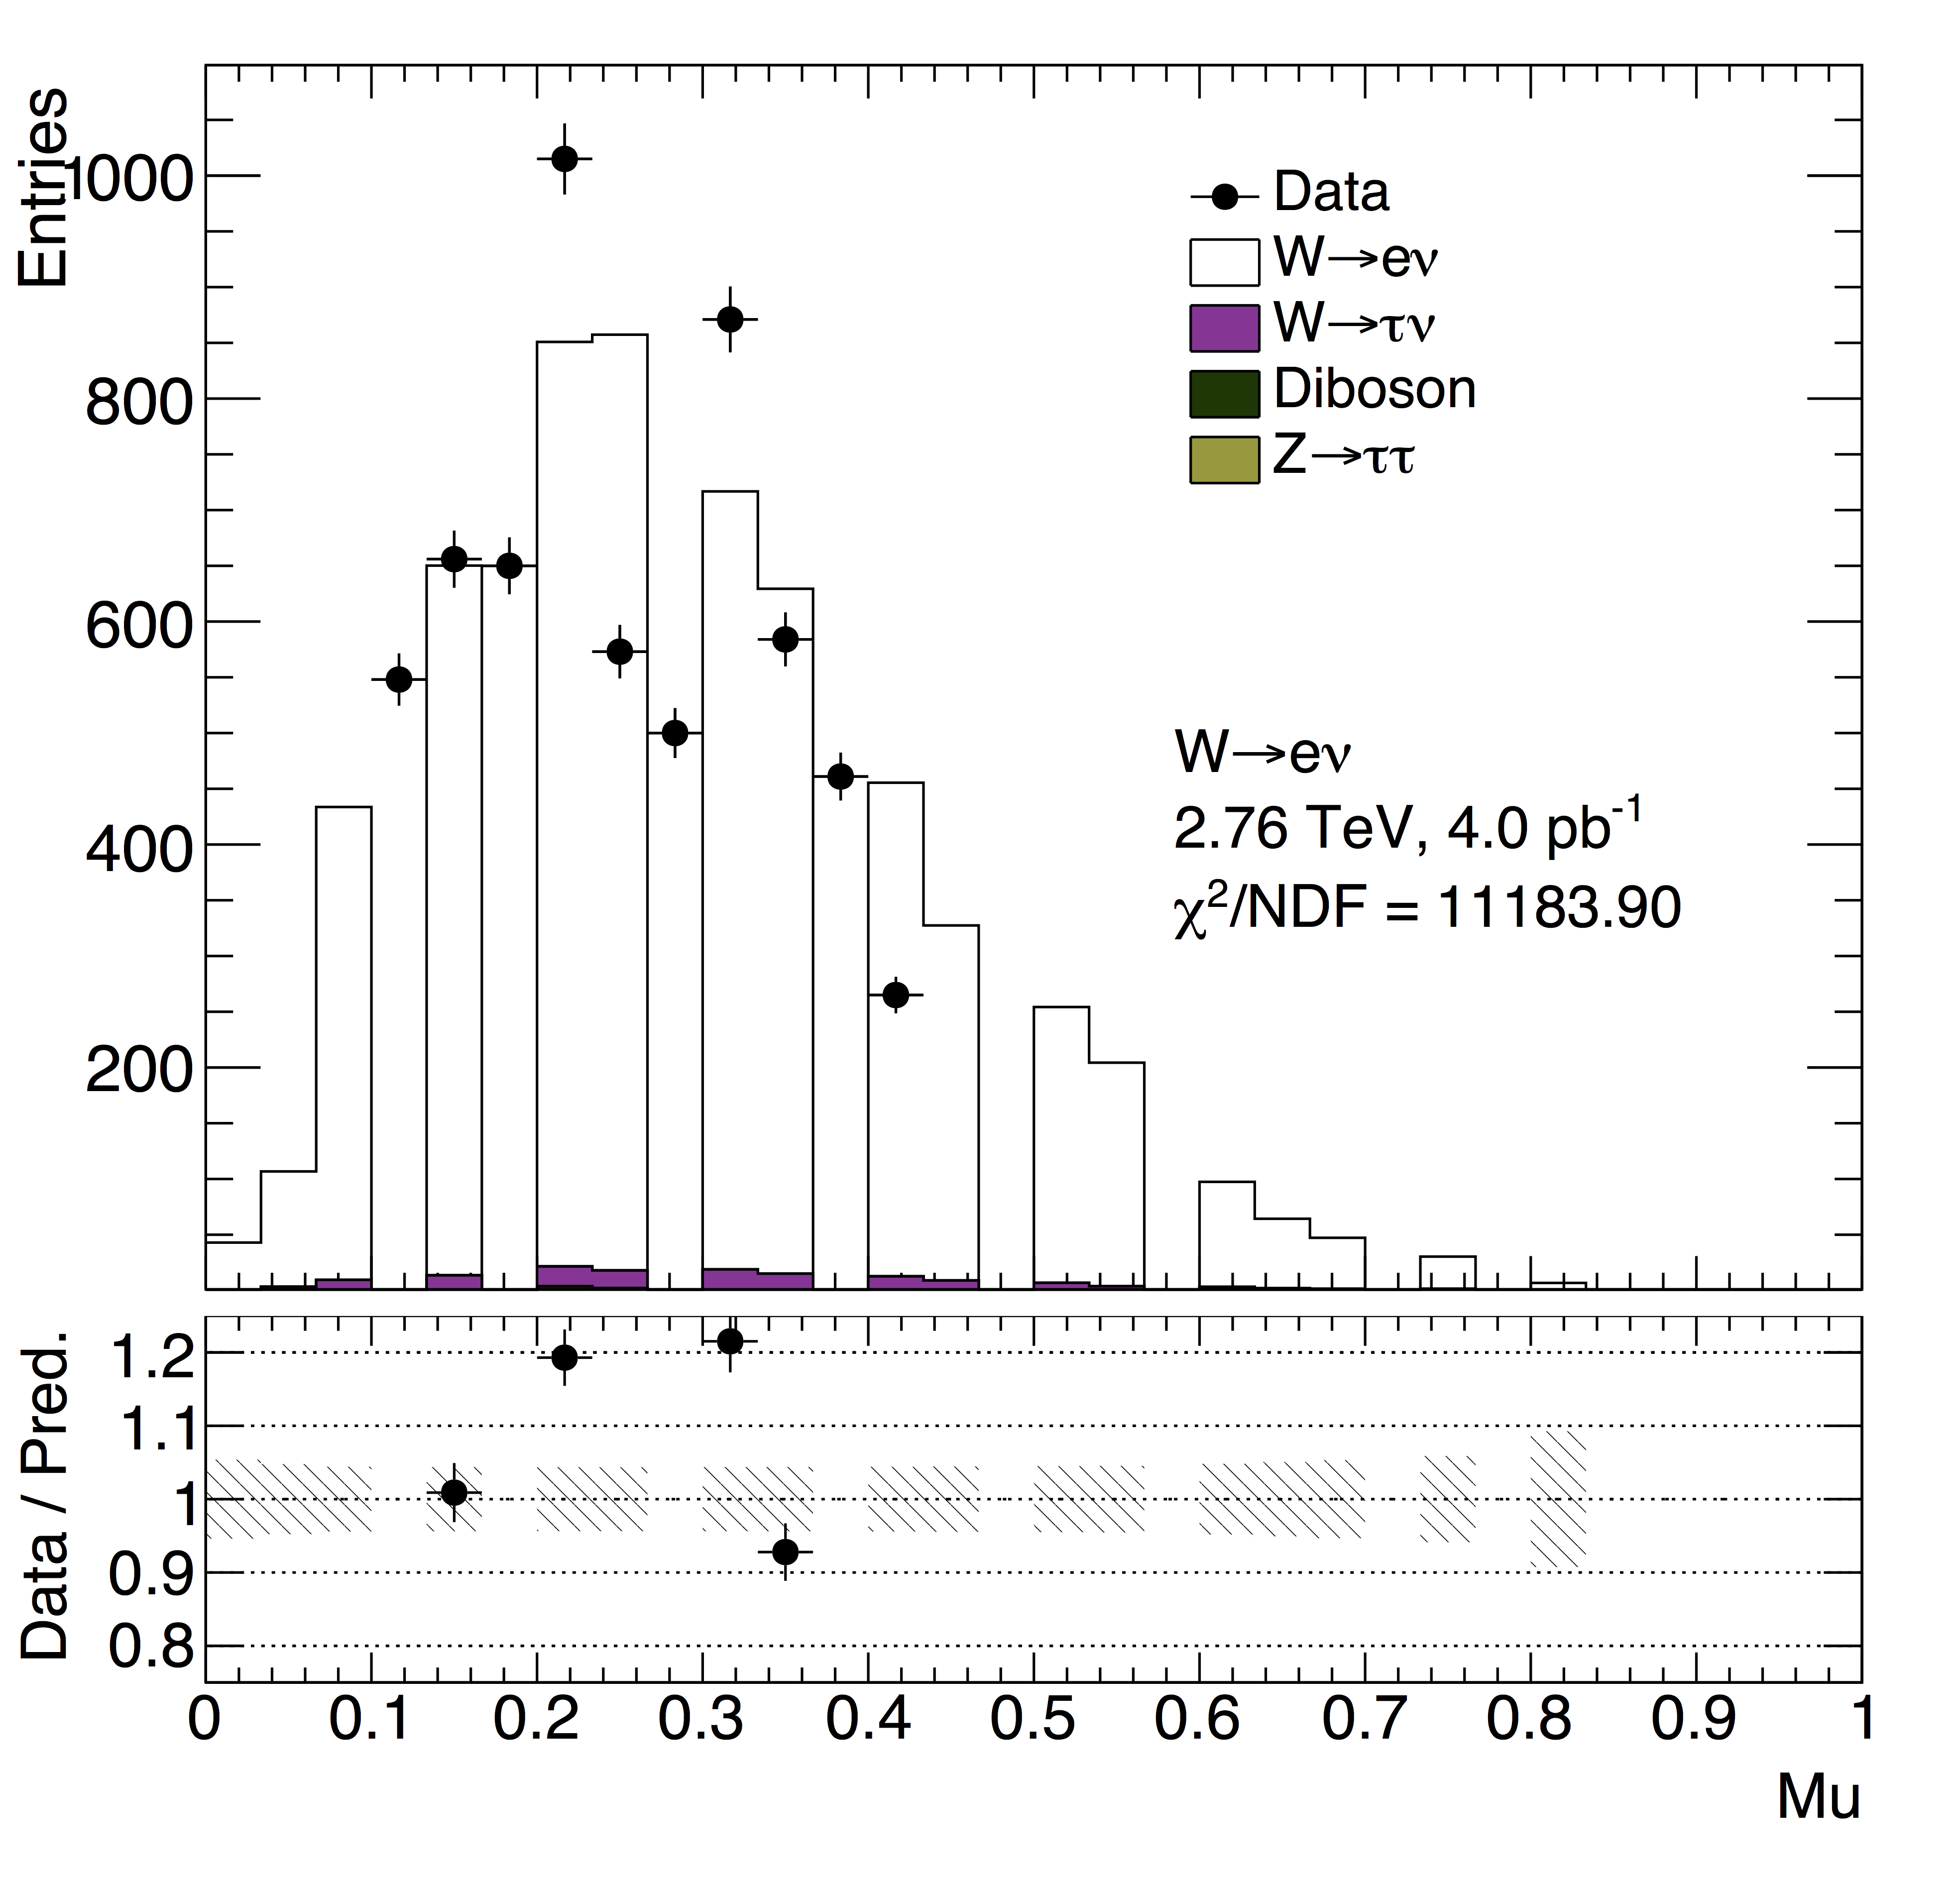 Entries
1000
800
600
400
200
Data
W→eν
W→τν
Diboson
Z→ττ
W→eν
2.76 TeV, 4.0 pb⁻¹
χ²/NDF = 11183.90
Data / Pred.
1.2
1.1
1
0.9
0.8
0 0.1 0.2 0.3 0.4 0.5 0.6 0.7 0.8 0.9 1
Mu